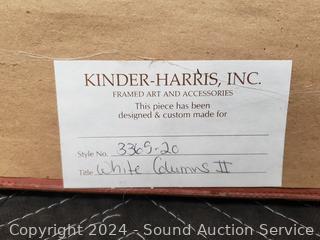 KINDER-HARRIS, INC.
FRAMED ART AND ACCESSORIES
This piece has been
designed & custom made for
Style No. 3365-20
Title White Columns II
Copyright 2024 - Sound Auction Service